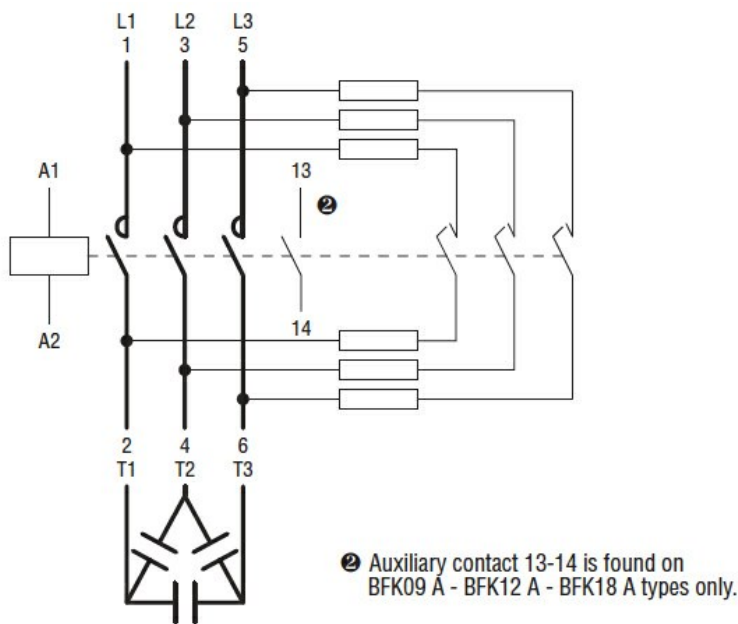 L1 L2 L3
1 3 5
A1
13
❷
14
A2
2 4 6
T1 T2 T3
❷ Auxiliary contact 13-14 is found on
BFK09 A - BFK12 A - BFK18 A types only.